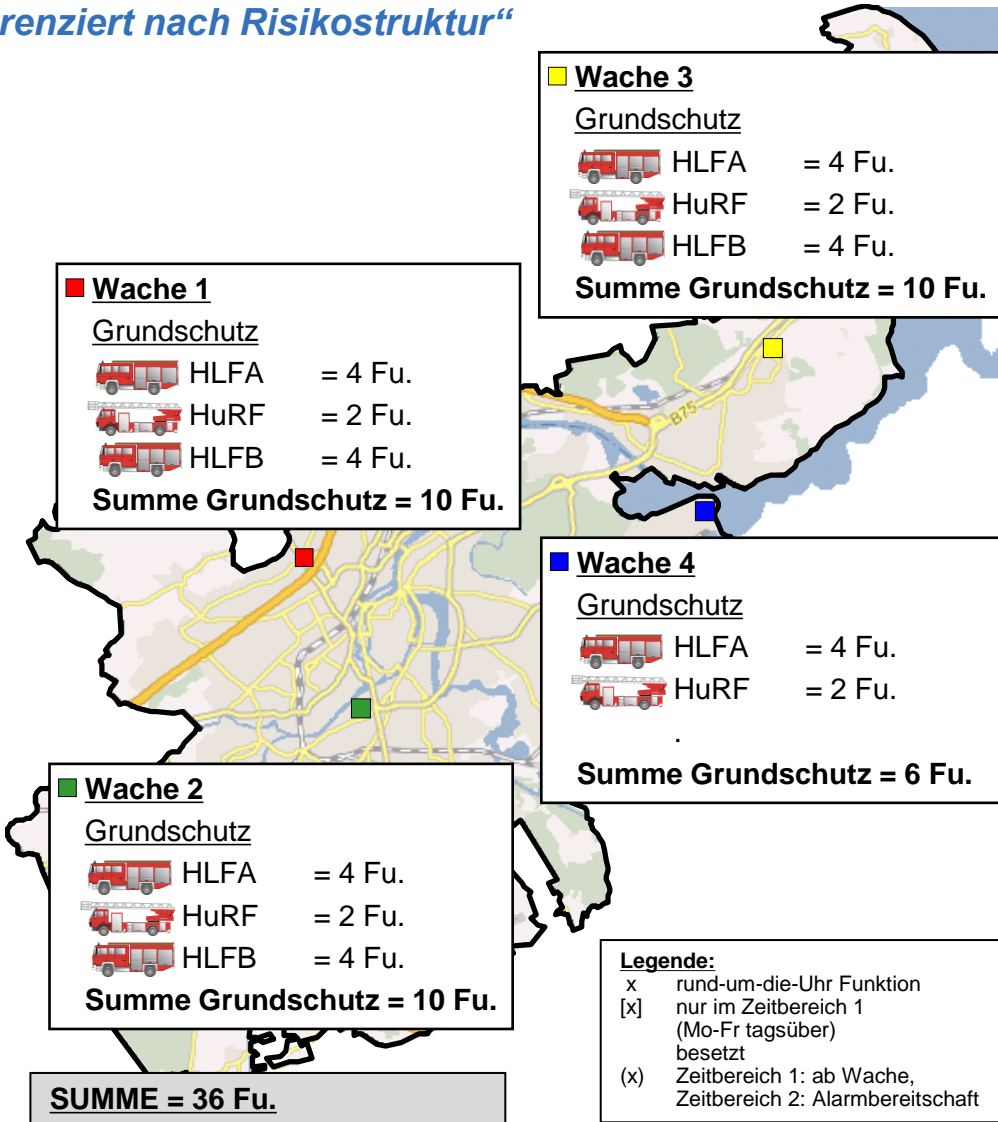 renziert nach Risikostruktur“
Wache 3
Grundschutz
HLFA = 4 Fu.
HuRF = 2 Fu.
HLFB = 4 Fu.
Summe Grundschutz = 10 Fu.
Wache 1
Grundschutz
HLFA = 4 Fu.
HuRF = 2 Fu.
HLFB = 4 Fu.
Summe Grundschutz = 10 Fu.
B75
Wache 4
Grundschutz
HLFA = 4 Fu.
HuRF = 2 Fu.
.
Summe Grundschutz = 6 Fu.
Wache 2
Grundschutz
HLFA = 4 Fu.
HuRF = 2 Fu.
HLFB = 4 Fu.
Summe Grundschutz = 10 Fu.
Legende:
x rund-um-die-Uhr Funktion
[x] nur im Zeitbereich 1
(Mo-Fr tagsüber)
besetzt
(x) Zeitbereich 1: ab Wache,
Zeitbereich 2: Alarmbereitschaft
SUMME = 36 Fu.